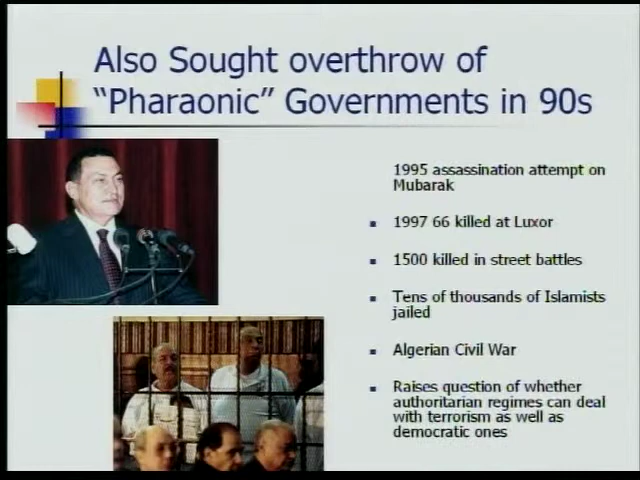 Also Sought overthrow of
“Pharaonic” Governments in 90s
1995 assassination attempt on
Mubarak
1997 66 killed at Luxor
1500 killed in street battles
Tens of thousands of Islamists
jailed
Algerian Civil War
Raises question of whether
authoritarian regimes can deal
with terrorism as well as
democratic ones